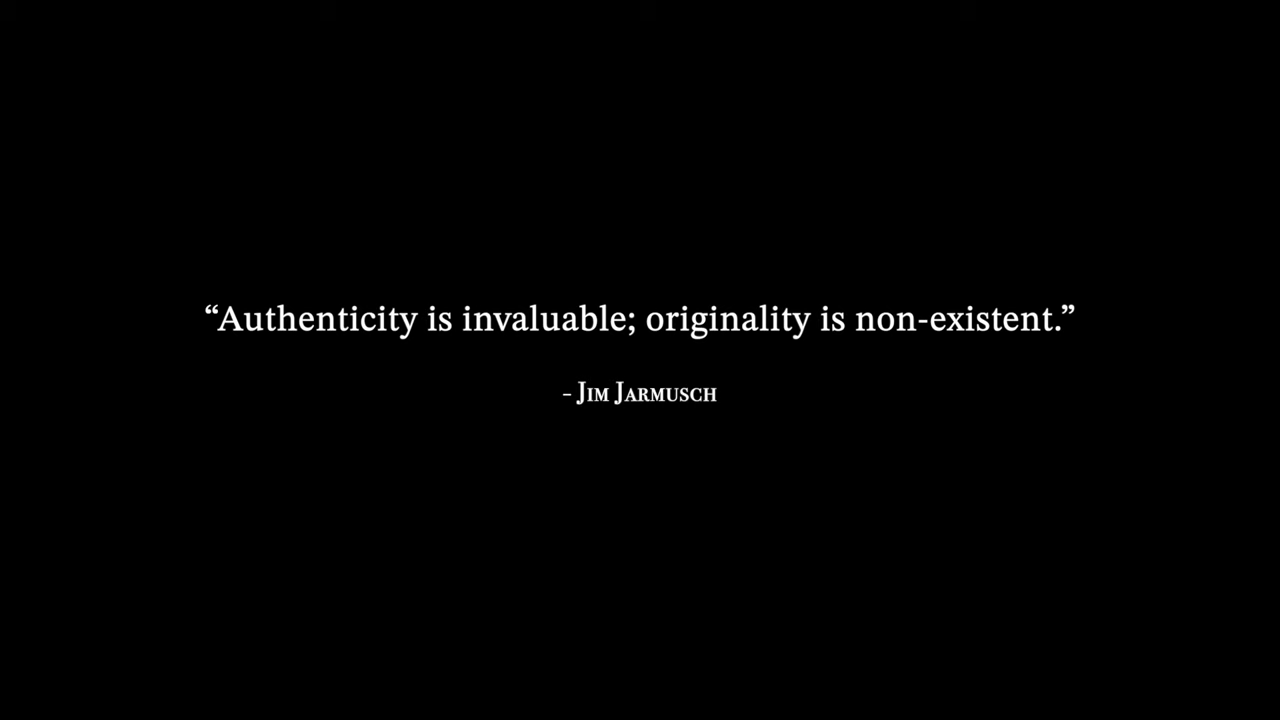 “Authenticity is invaluable; originality is non-existent.”
– Jim Jarmusch